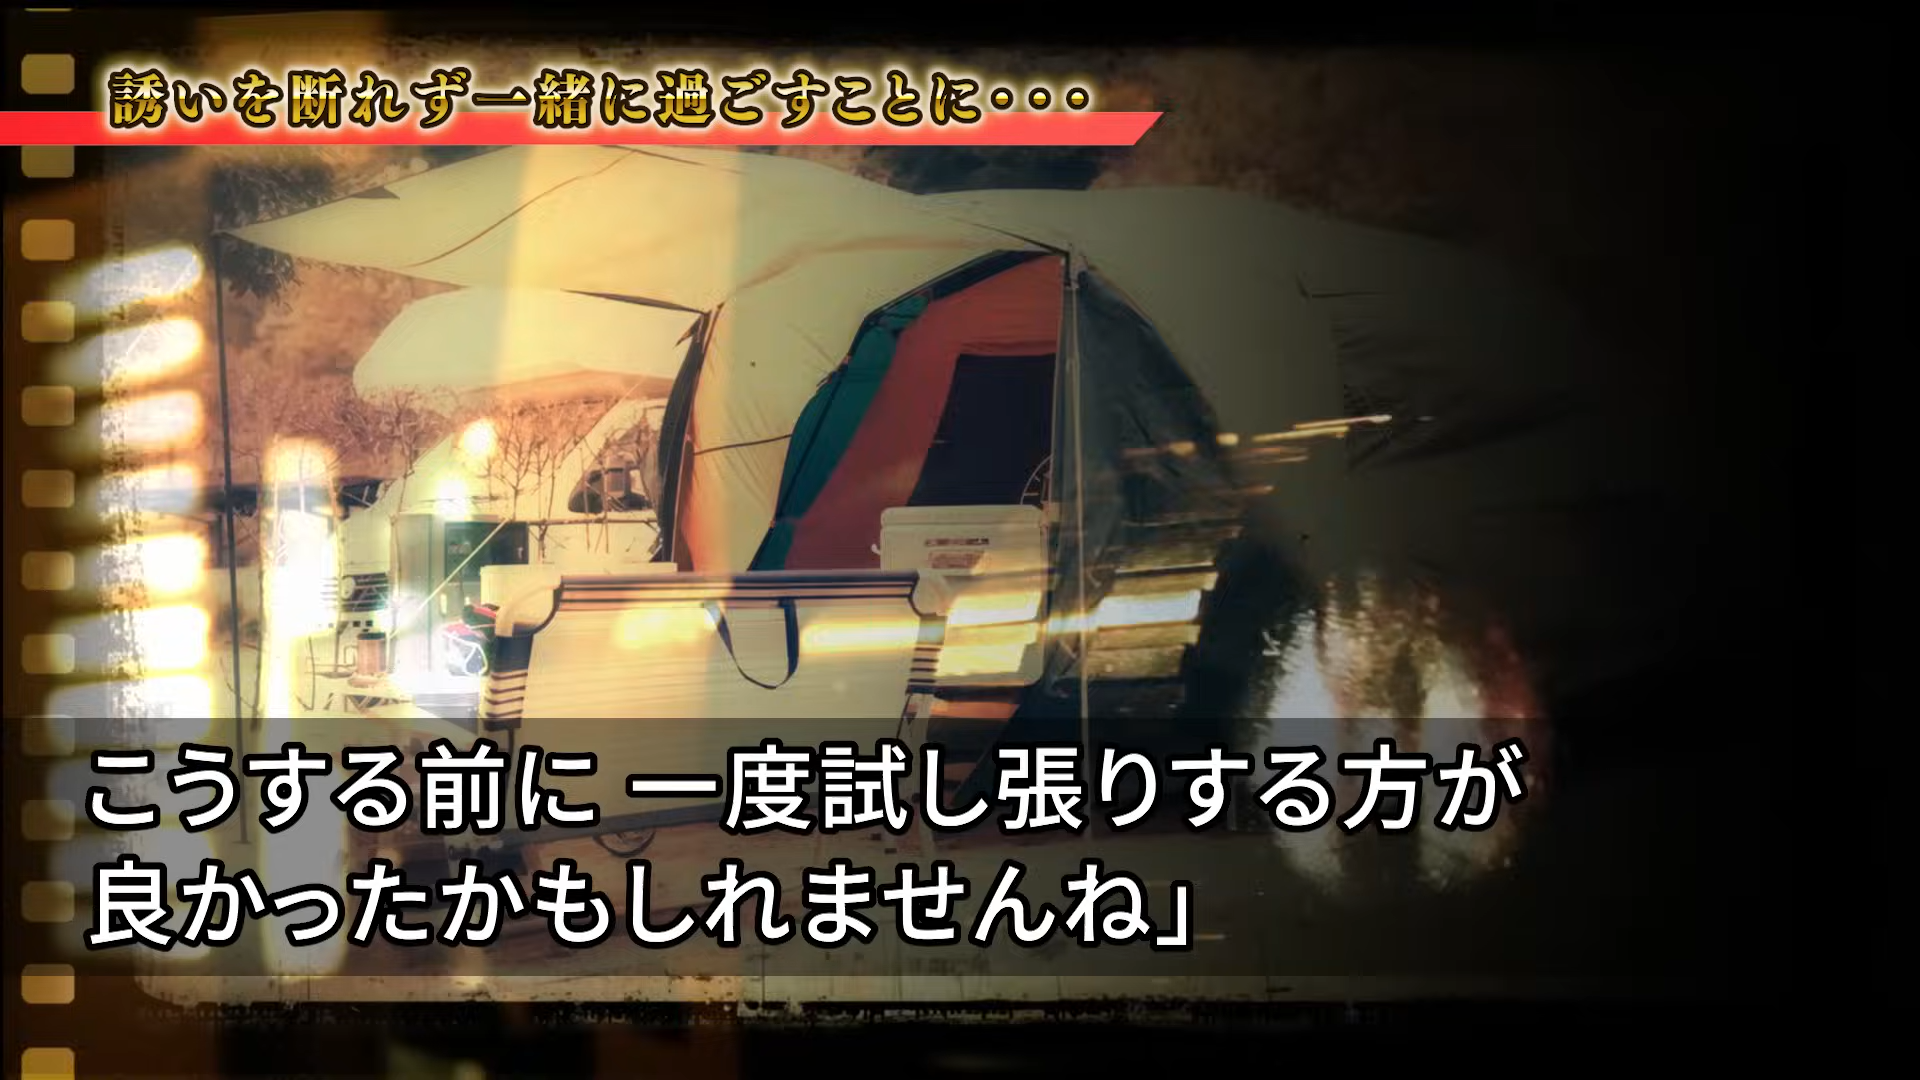 誘いを断れず一緒に過ごすことに・・・
こうする前に 一度試し張りする方が
良かったかもしれませんね」